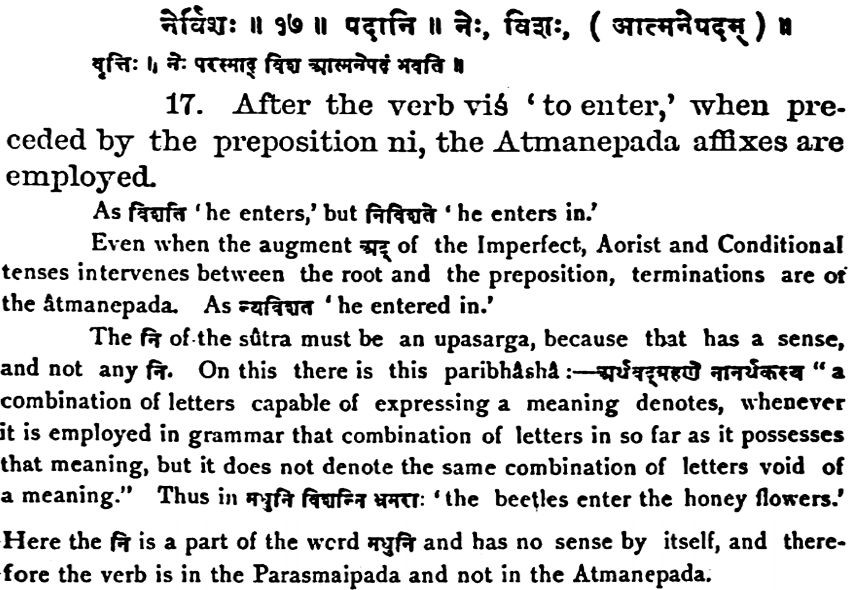 नेर्विशः ॥ १७ ॥ पदानि ॥ नेः, विशः, ( आत्मनेपदम् ) ॥
वृत्तिः ॥ नेः परस्माद् विश आत्मनेपदं भवति ॥
17. After the verb viś ‘to enter,’ when pre-
ceded by the preposition ni, the Atmanepada affixes are
employed.
As विशति ‘he enters,’ but निविशते ‘he enters in.’
Even when the augment अट् of the Imperfect, Aorist and Conditional
tenses intervenes between the root and the preposition, terminations are of
the âtmanepada. As न्यविशत ‘he entered in.’
The नि of the sûtra must be an upasarga, because that has a sense,
and not any नि. On this there is this paribhâshâ :—अर्थवद्ग्रहणे नानर्थकस्य “a
combination of letters capable of expressing a meaning denotes, whenever
it is employed in grammar that combination of letters in so far as it possesses
that meaning, but it does not denote the same combination of letters void of
a meaning.” Thus in मधुनि विशन्ति भ्रमराः ‘the beetles enter the honey flowers.’
Here the नि is a part of the word मधुनि and has no sense by itself, and there-
fore the verb is in the Parasmaipada and not in the Atmanepada.